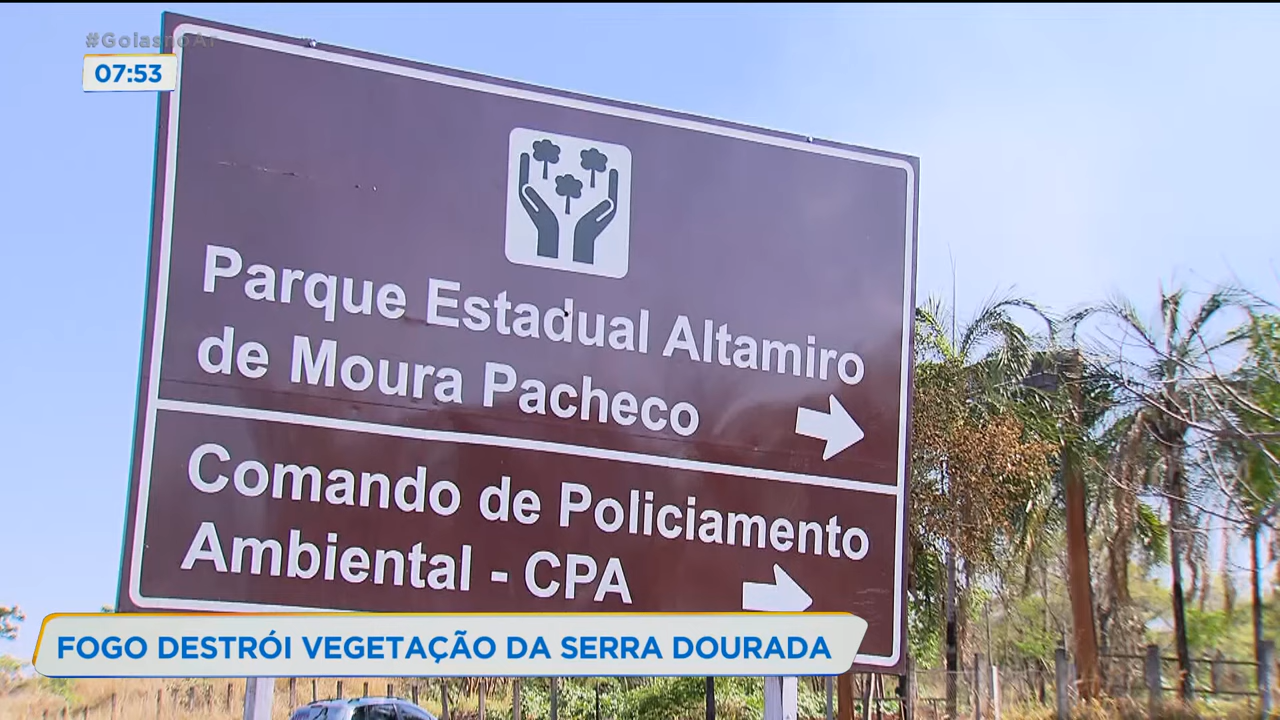 #GoiásnoAr
07:53
Parque Estadual Altamiro
de Moura Pacheco
Comando de Policiamento
Ambiental - CPA
FOGO DESTRÓI VEGETAÇÃO DA SERRA DOURADA